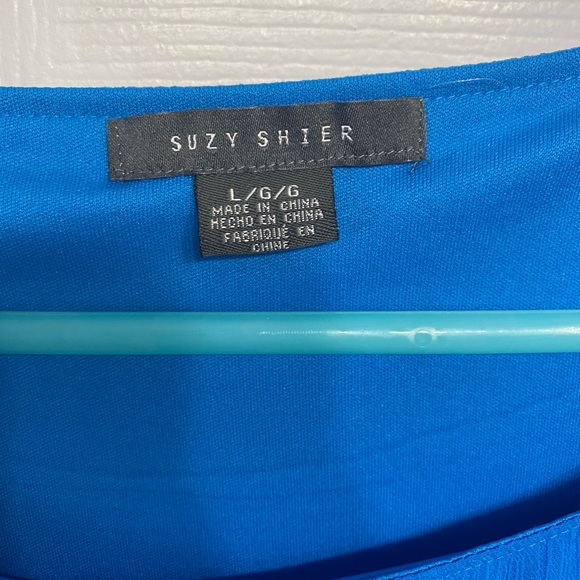 SUZY SHIER
L/G/G
MADE IN CHINA
HECHO EN CHINA
FABRIQUÉ EN
CHINE